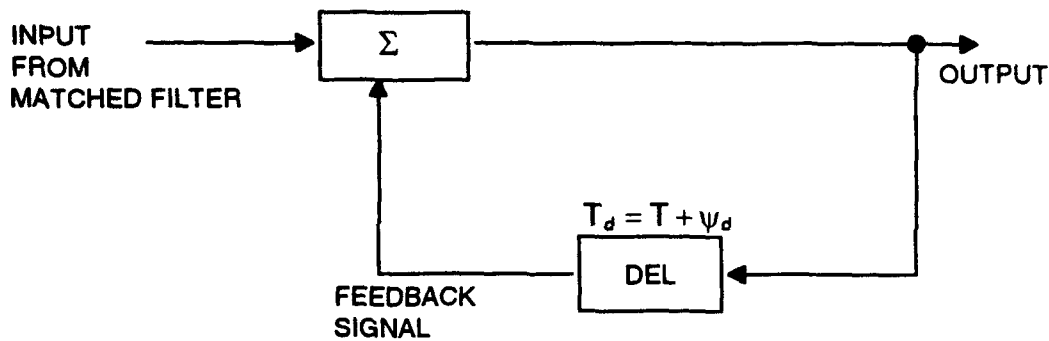 INPUT
FROM
MATCHED FILTER
Σ
OUTPUT
T_d = T + ψ_d
DEL
FEEDBACK
SIGNAL